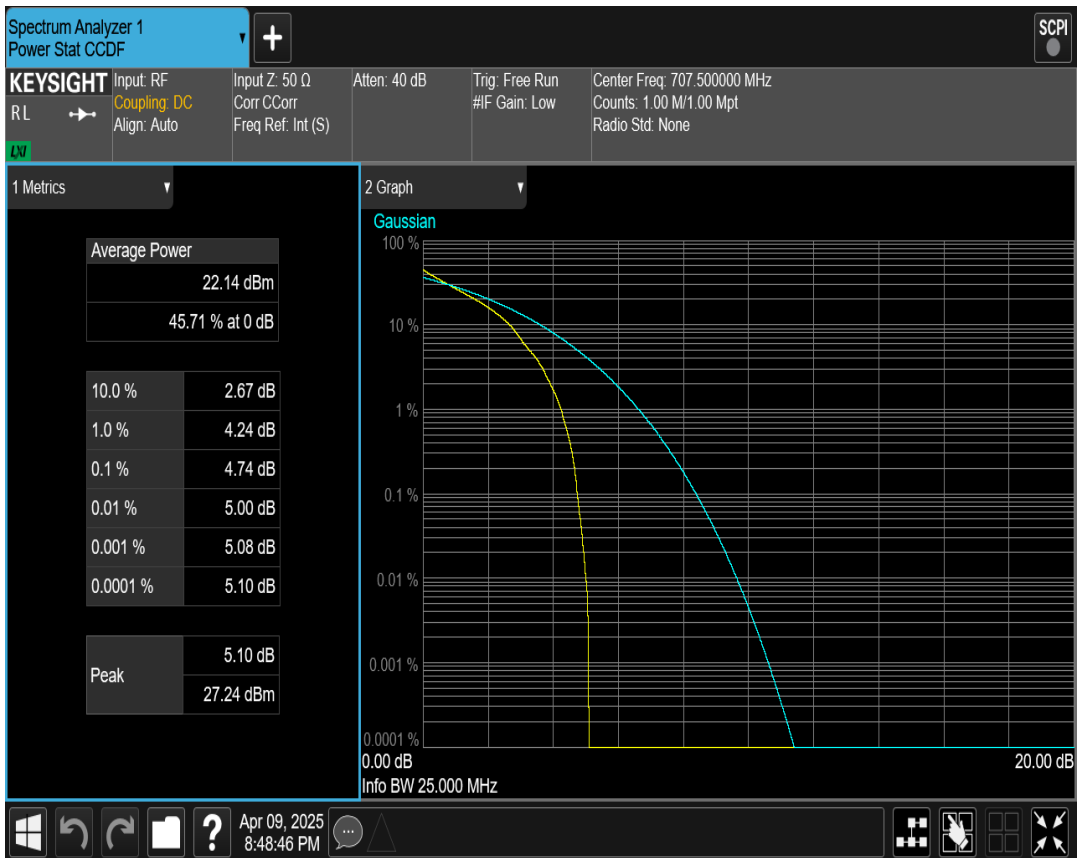 Spectrum Analyzer 1
Power Stat CCDF
SCPI
KEYSIGHT
RL
LXI
Input: RF
Coupling: DC
Align: Auto
Input Z: 50 Ω
Corr CCorr
Freq Ref: Int (S)
Atten: 40 dB
Trig: Free Run
#IF Gain: Low
Center Freq: 707.500000 MHz
Counts: 1.00 M/1.00 Mpt
Radio Std: None
1 Metrics
Average Power
22.14 dBm
45.71 % at 0 dB
10.0 % 2.67 dB
1.0 % 4.24 dB
0.1 % 4.74 dB
0.01 % 5.00 dB
0.001 % 5.08 dB
0.0001 % 5.10 dB
Peak
5.10 dB
27.24 dBm
2 Graph
Gaussian
100 %
10 %
1 %
0.1 %
0.01 %
0.001 %
0.0001 %
0.00 dB 20.00 dB
Info BW 25.000 MHz
?
Apr 09, 2025
8:48:46 PM